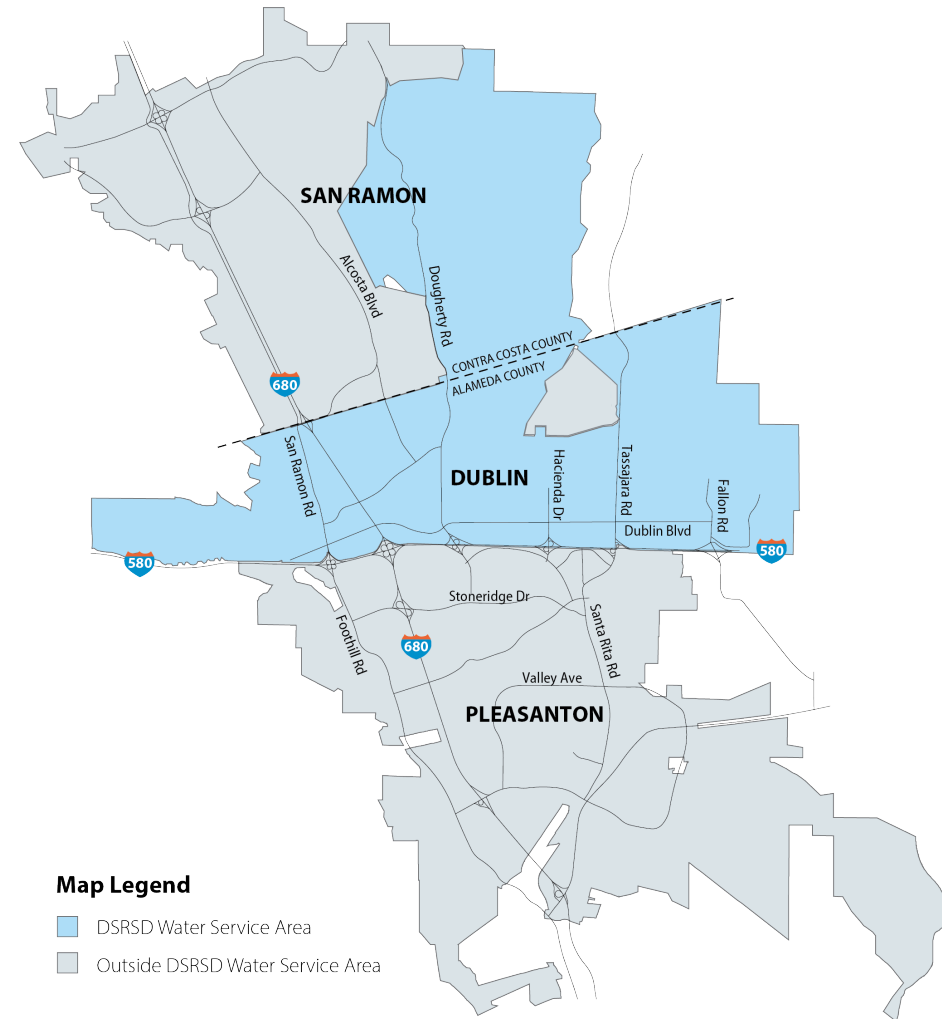 SAN RAMON
Alcosta Blvd
Dougherty Rd
CONTRA COSTA COUNTY
ALAMEDA COUNTY
680
San Ramon Rd
DUBLIN
Hacienda Dr
Tassajara Rd
Fallon Rd
Dublin Blvd
580
580
Stoneridge Dr
Foothill Rd
680
Santa Rita Rd
Valley Ave
PLEASANTON
Map Legend
DSRSD Water Service Area
Outside DSRSD Water Service Area